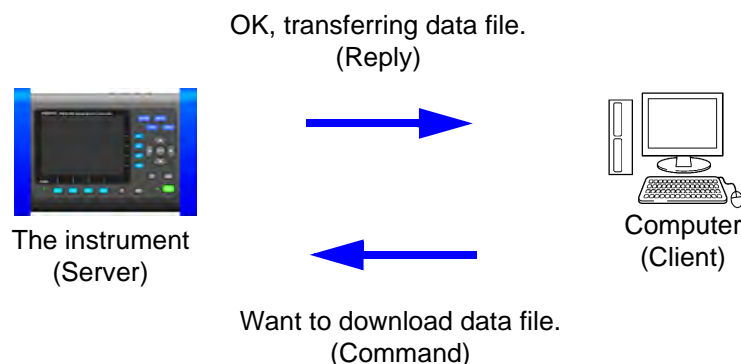 OK, transferring data file.
(Reply)
The instrument
(Server)
Computer
(Client)
Want to download data file.
(Command)